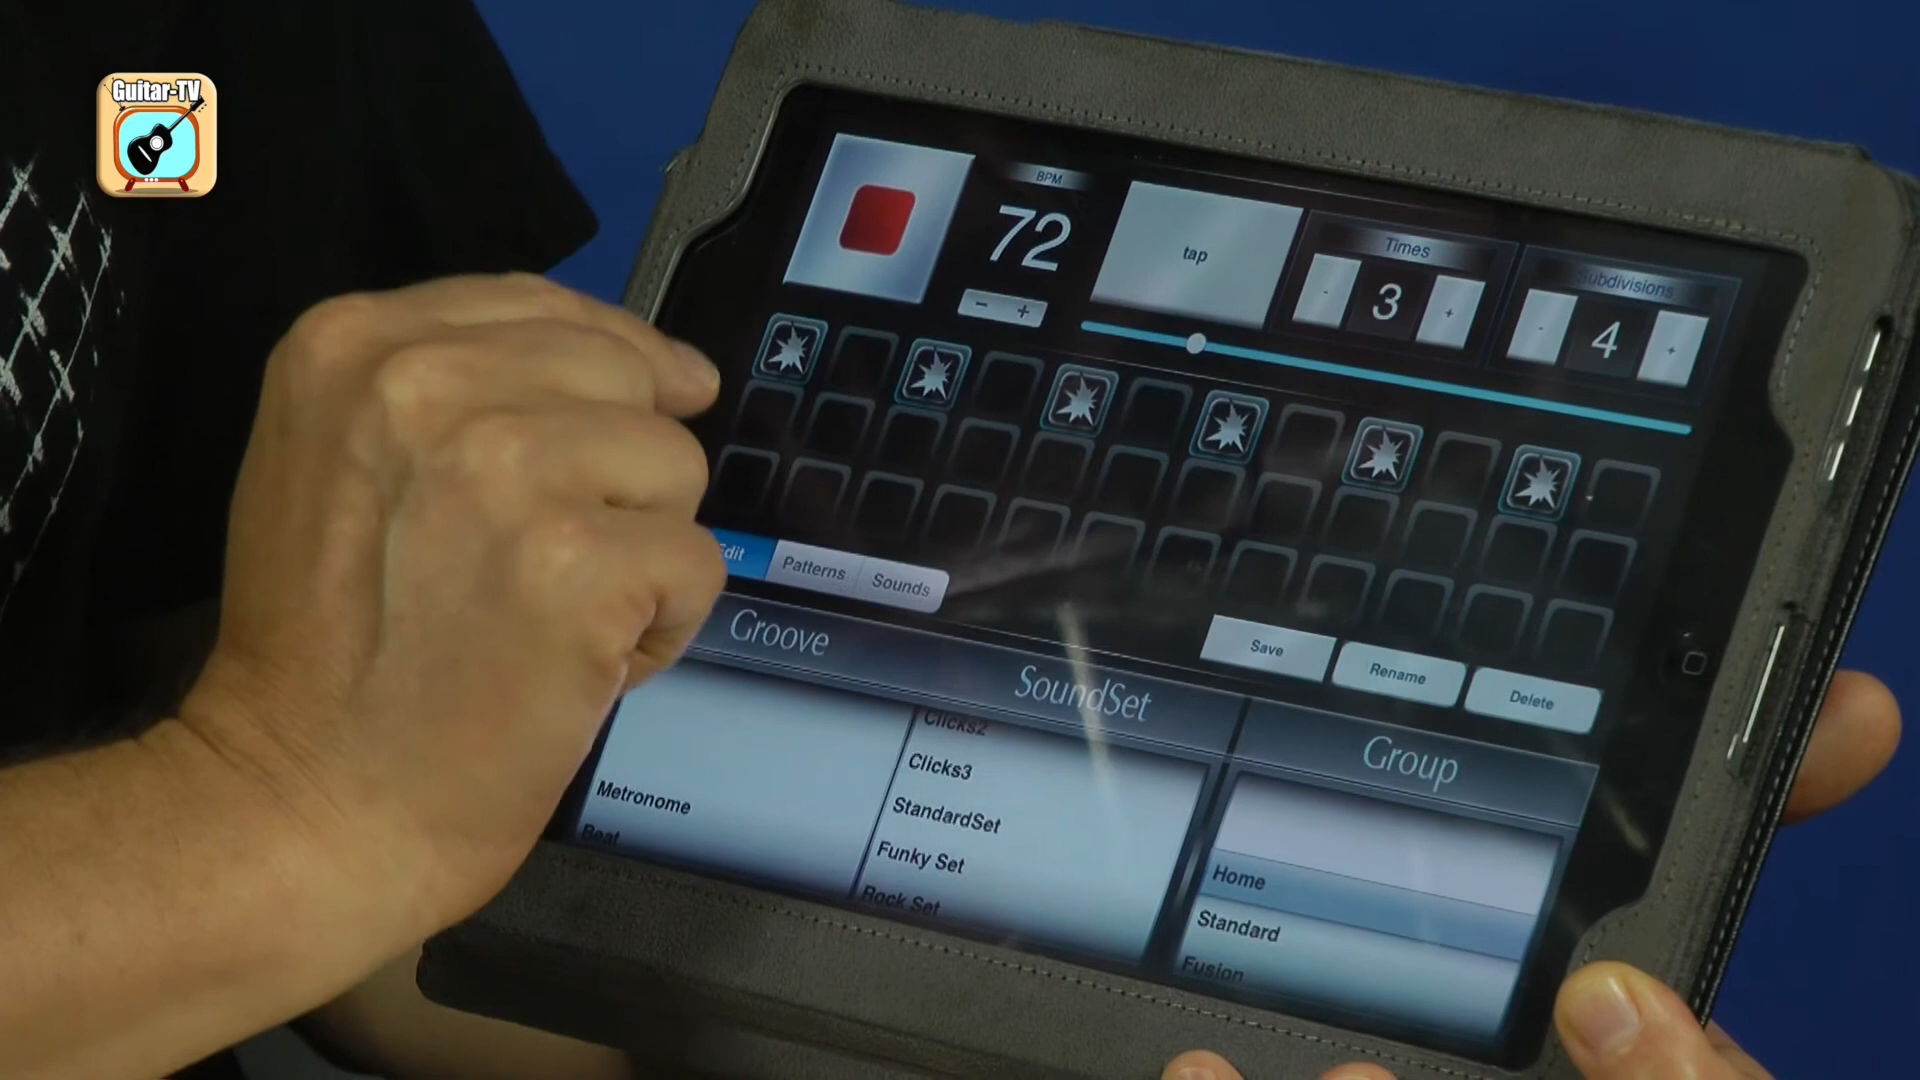 Guitar-TV
BPM
72
- +
tap
Times
- 3 +
Subdivisions
- 4 +
Edit
Patterns
Sounds
Save
Rename
Delete
Groove
SoundSet
Group
Metronome
Beat
Clicks2
Clicks3
StandardSet
Funky Set
Rock Set
Home
Standard
Fusion